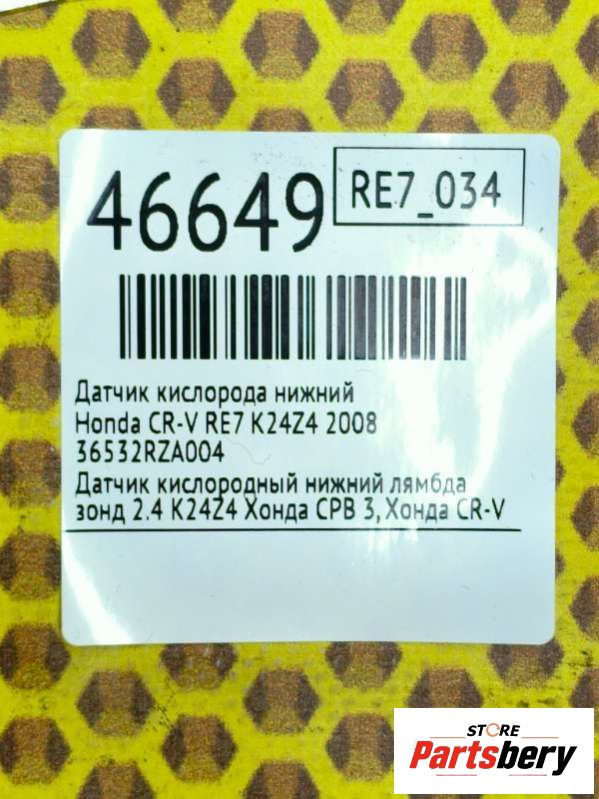 46649
RE7_034
Датчик кислорода нижний
Honda CR-V RE7 K24Z4 2008
36532RZA004
Датчик кислородный нижний лямбда
зонд 2.4 K24Z4 Хонда СРВ 3, Хонда CR-V
STORE
Partsbery